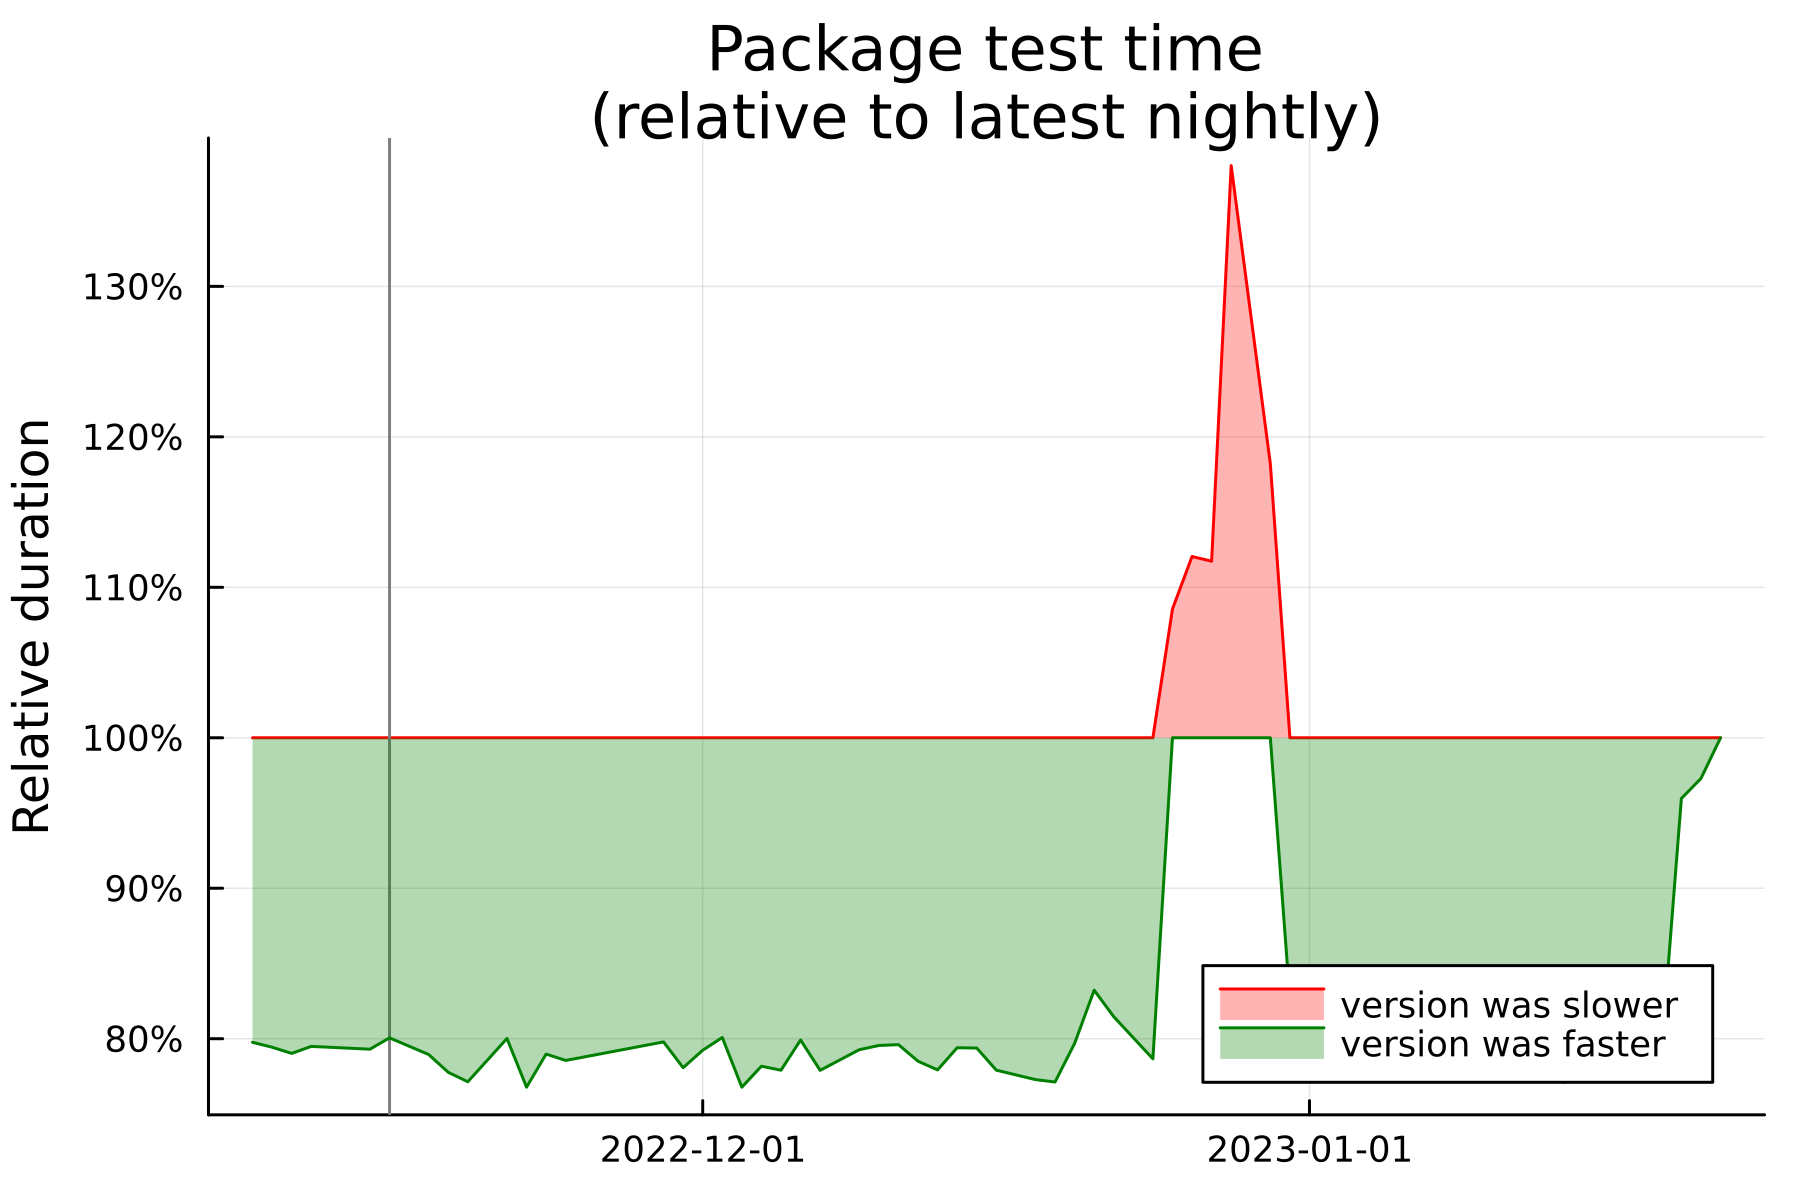 Package test time
(relative to latest nightly)
Relative duration
130%
120%
110%
100%
90%
80%
version was slower
version was faster
2022-12-01
2023-01-01